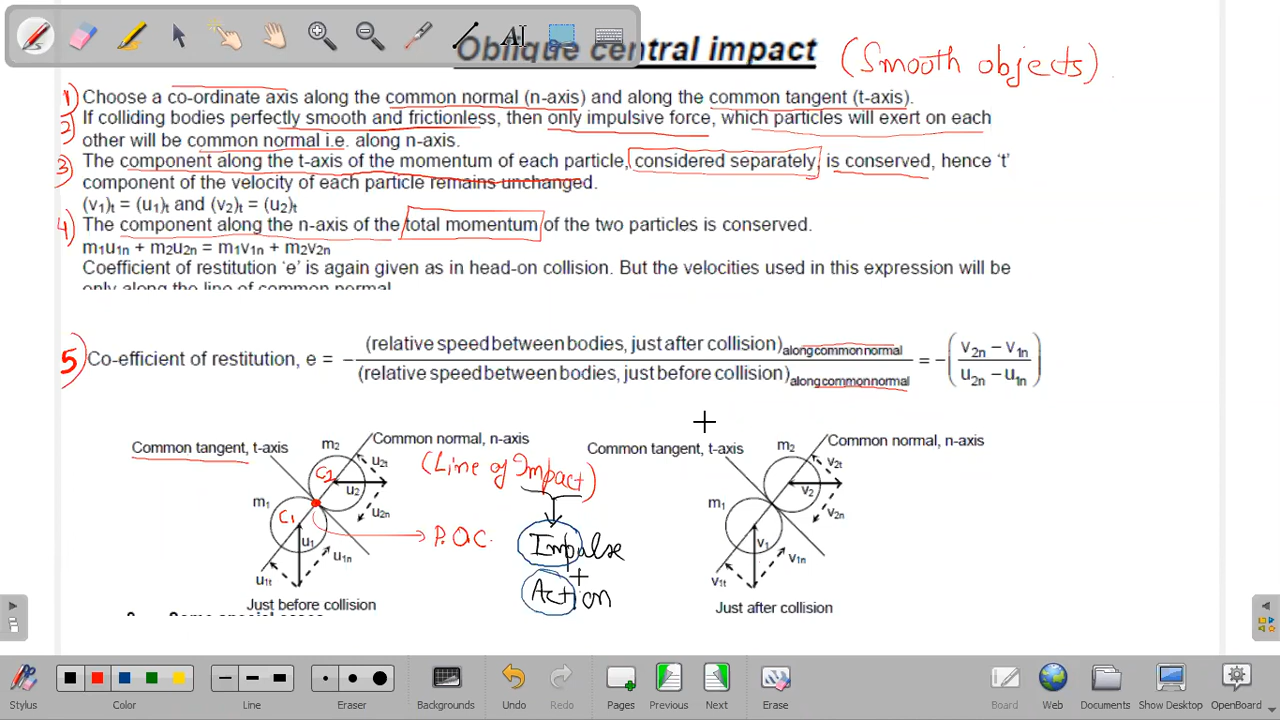 Oblique central impact (Smooth objects)
1) Choose a co-ordinate axis along the common normal (n-axis) and along the common tangent (t-axis).
2) If colliding bodies perfectly smooth and frictionless, then only impulsive force, which particles will exert on each
other will be common normal i.e. along n-axis.
3) The component along the t-axis of the momentum of each particle, considered separately, is conserved, hence 't'
component of the velocity of each particle remains unchanged.
(v1)t = (u1)t and (v2)t = (u2)t
4) The component along the n-axis of the total momentum of the two particles is conserved.
m1u1n + m2u2n = m1v1n + m2v2n
Coefficient of restitution 'e' is again given as in head-on collision. But the velocities used in this expression will be
only along the line of common normal.
5) Co-efficient of restitution, e = - (relative speed between bodies, just after collision)along common normal / (relative speed between bodies, just before collision)along common normal = - ( v2n - v1n / u2n - u1n )
Common tangent, t-axis
m2
Common normal, n-axis
(Line of Impact)
C2
u2t
u2
u2n
m1
C1
u1
u1n
u1t
P.O.C.
Impulse
+
Action
Just before collision
Common tangent, t-axis
m2
Common normal, n-axis
v2t
v2
v2n
m1
v1
v1n
v1t
Just after collision
Stylus
Color
Line
Eraser
Backgrounds
Undo
Redo
Pages
Previous
Next
Erase
Board
Web
Documents
Show Desktop
OpenBoard